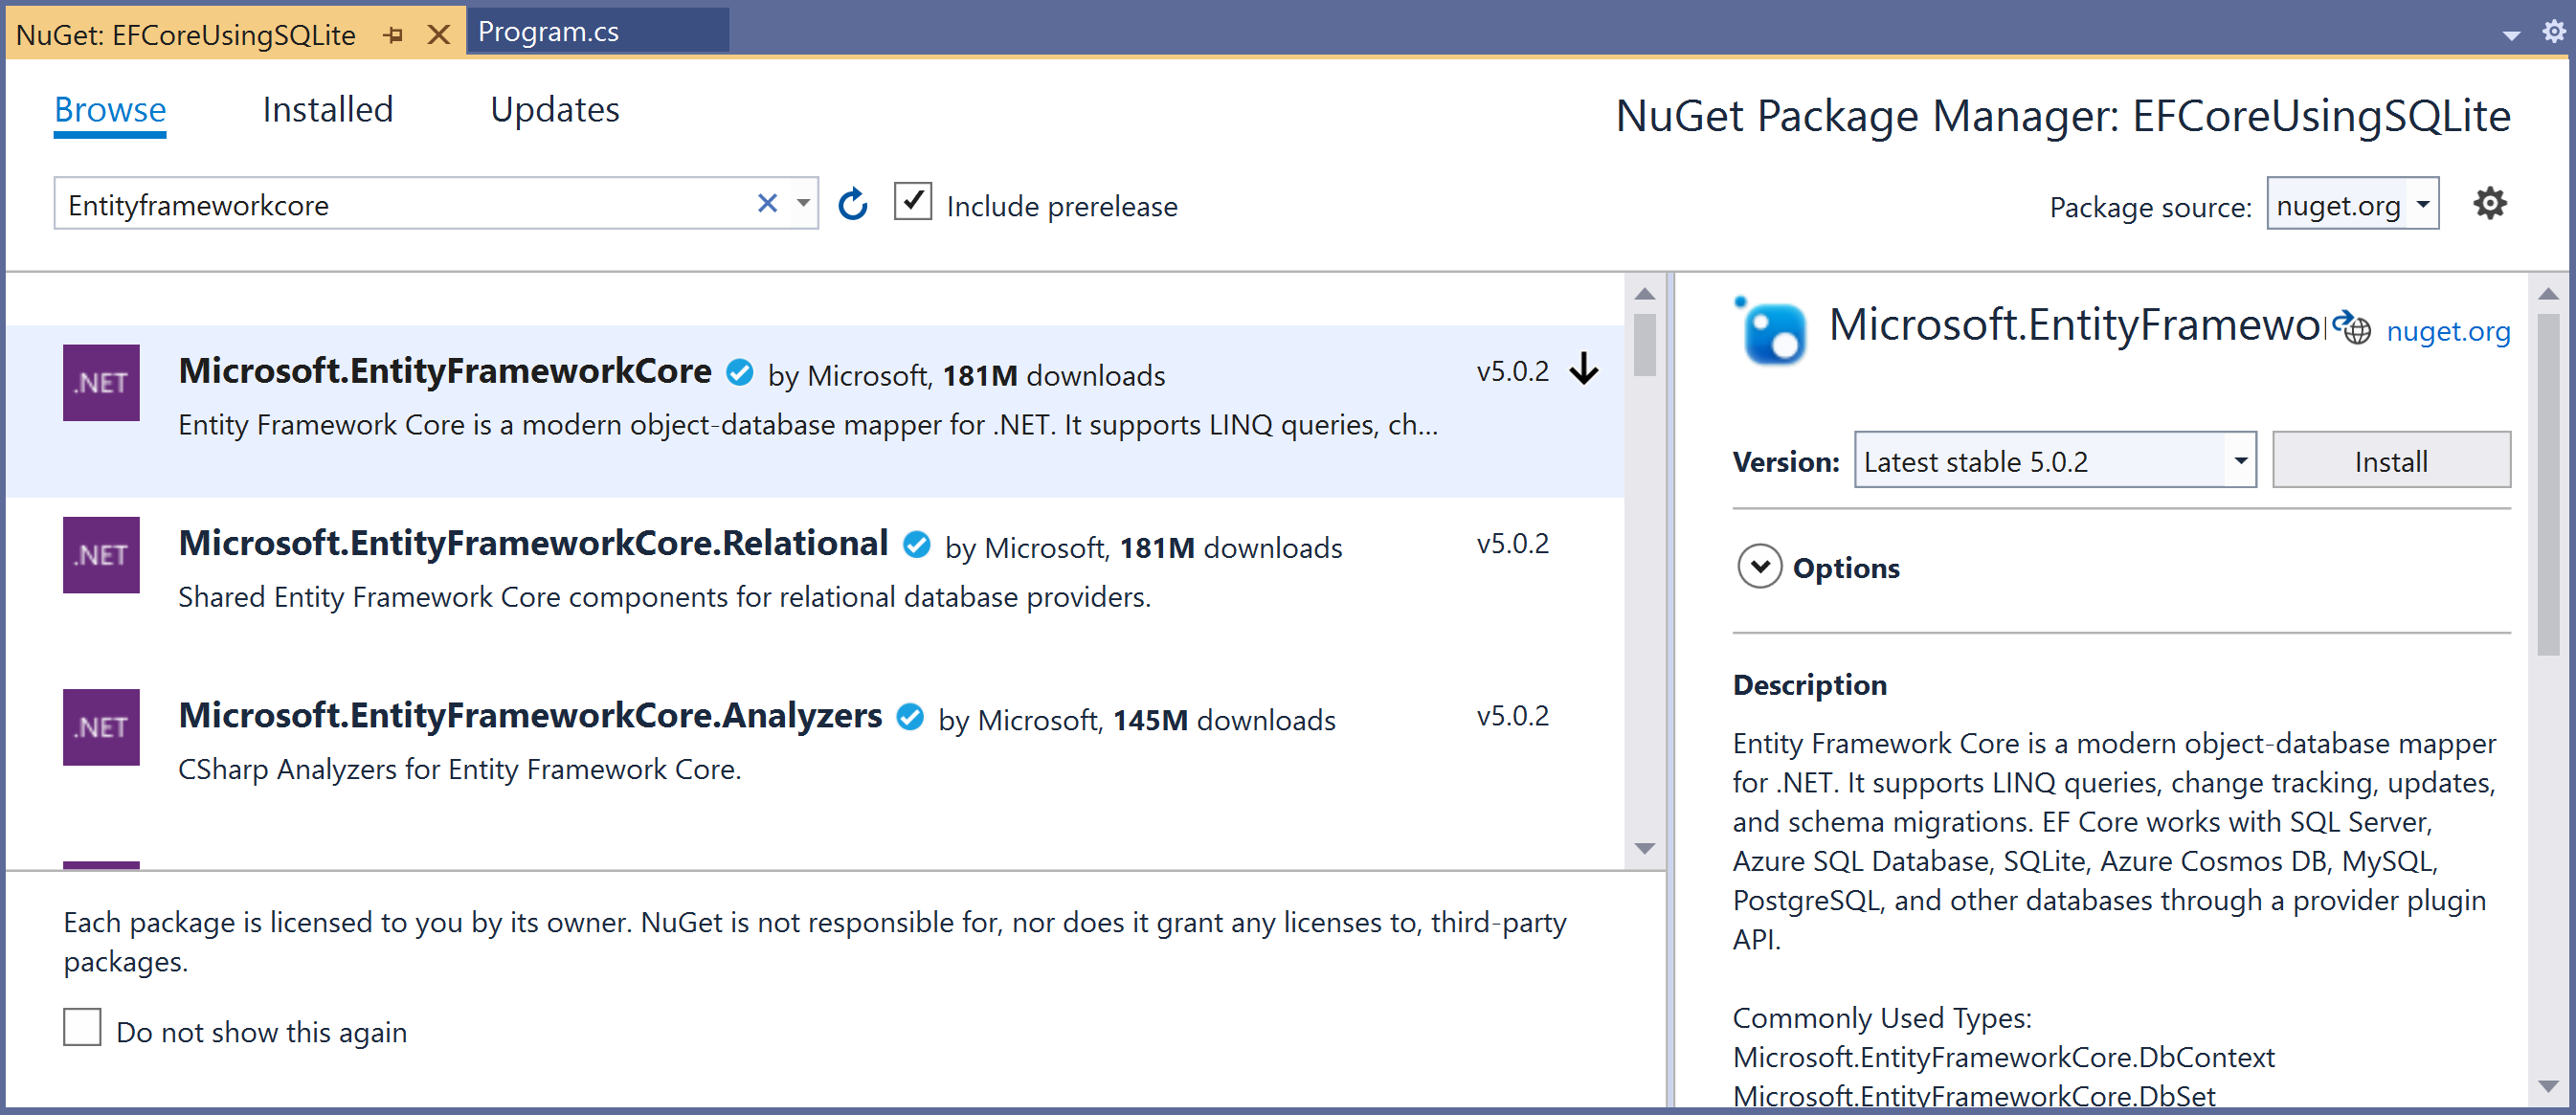 NuGet: EFCoreUsingSQLite
Program.cs
Browse
Installed
Updates
NuGet Package Manager: EFCoreUsingSQLite
Entityframeworkcore
Include prerelease
Package source: nuget.org
.NET
Microsoft.EntityFrameworkCore by Microsoft, 181M downloads
v5.0.2
Entity Framework Core is a modern object-database mapper for .NET. It supports LINQ queries, ch...
.NET
Microsoft.EntityFrameworkCore.Relational by Microsoft, 181M downloads
v5.0.2
Shared Entity Framework Core components for relational database providers.
.NET
Microsoft.EntityFrameworkCore.Analyzers by Microsoft, 145M downloads
v5.0.2
CSharp Analyzers for Entity Framework Core.
Each package is licensed to you by its owner. NuGet is not responsible for, nor does it grant any licenses to, third-party
packages.
Do not show this again
Microsoft.EntityFramewor
nuget.org
Version: Latest stable 5.0.2
Install
Options
Description
Entity Framework Core is a modern object-database mapper
for .NET. It supports LINQ queries, change tracking, updates,
and schema migrations. EF Core works with SQL Server,
Azure SQL Database, SQLite, Azure Cosmos DB, MySQL,
PostgreSQL, and other databases through a provider plugin
API.
Commonly Used Types:
Microsoft.EntityFrameworkCore.DbContext
Microsoft.EntityFrameworkCore.DbSet